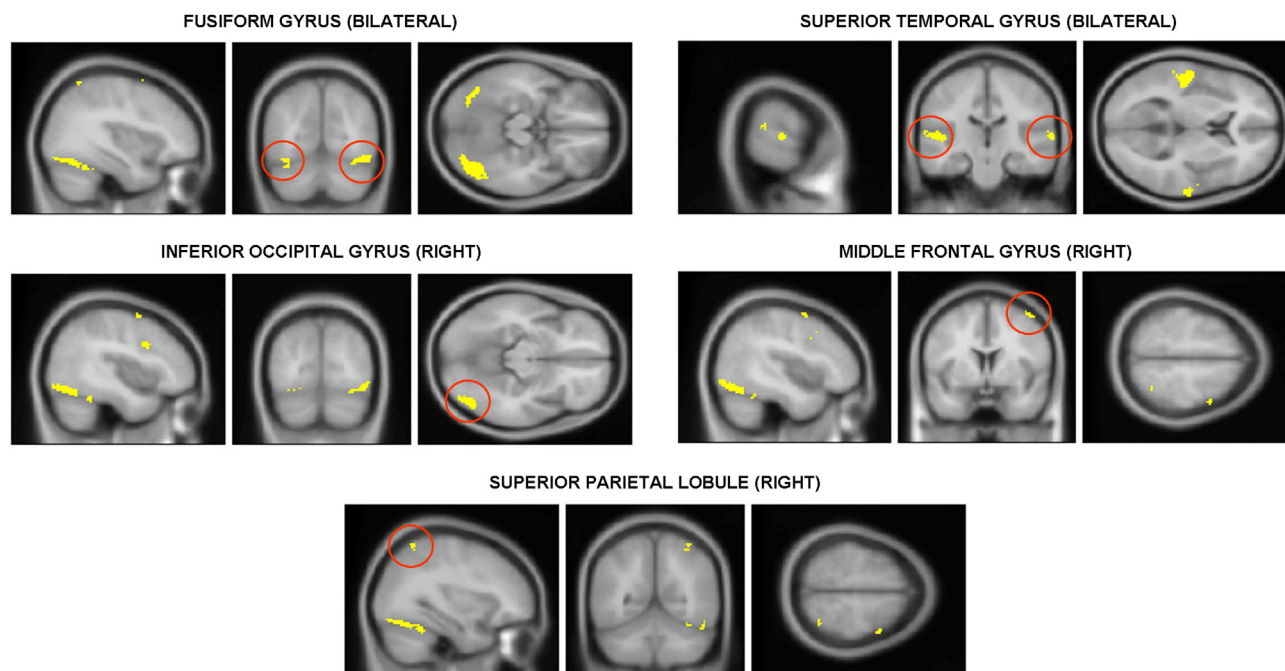 FUSIFORM GYRUS (BILATERAL)
SUPERIOR TEMPORAL GYRUS (BILATERAL)
INFERIOR OCCIPITAL GYRUS (RIGHT)
MIDDLE FRONTAL GYRUS (RIGHT)
SUPERIOR PARIETAL LOBULE (RIGHT)